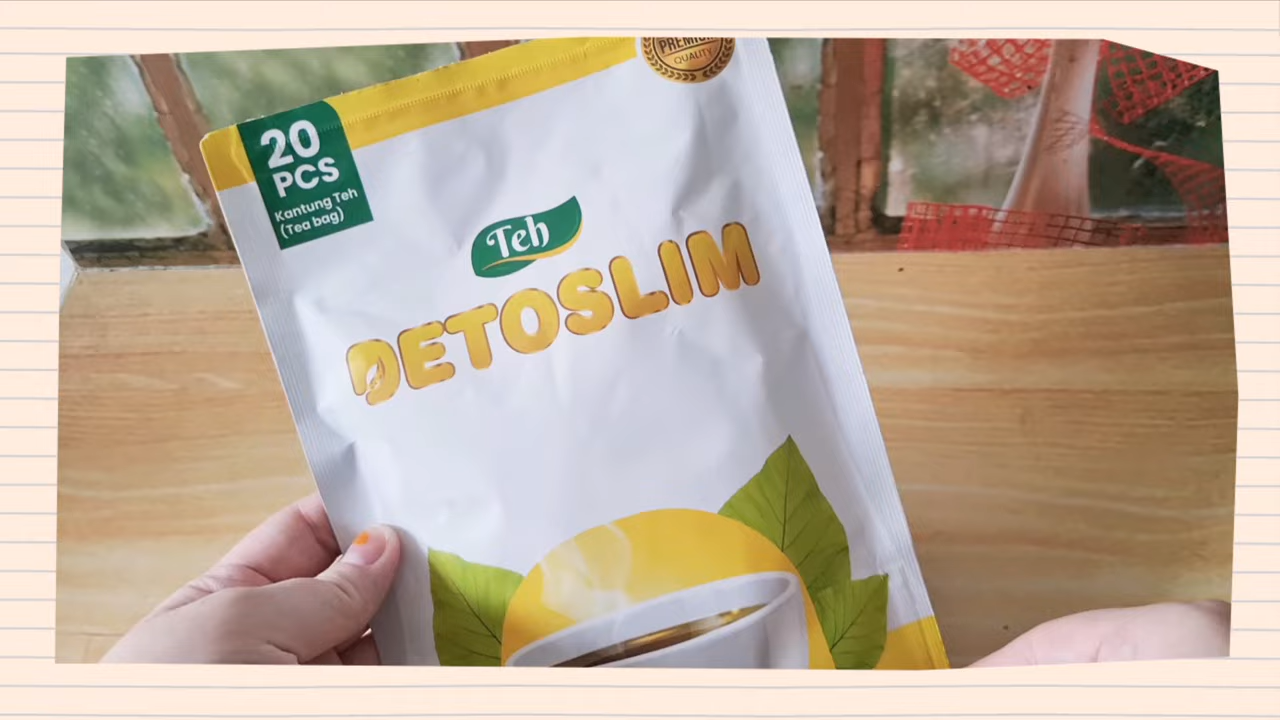 PREMIUM
QUALITY
20
PCS
Kantung Teh
(Tea bag)
Teh
DETOSLIM